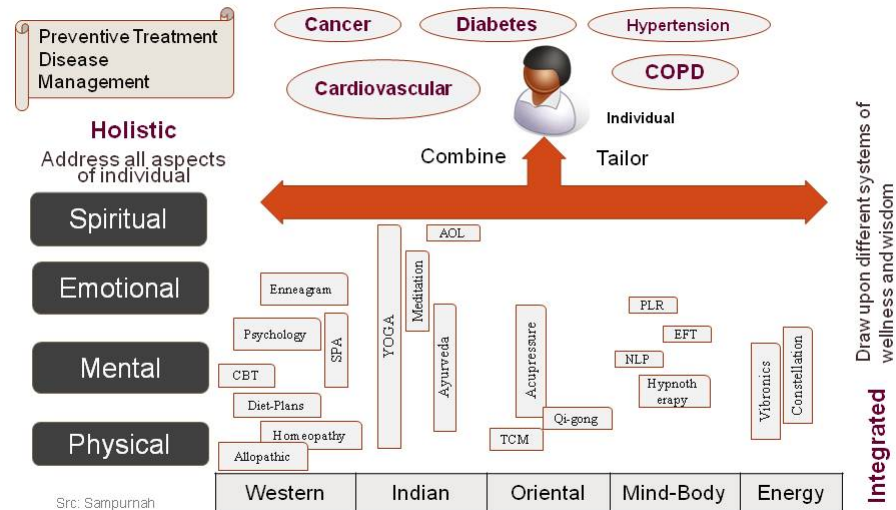 Preventive Treatment
Disease
Management
Cancer
Diabetes
Hypertension
Cardiovascular
COPD
Individual
Holistic
Address all aspects
of individual
Combine
Tailor
Spiritual
Emotional
Mental
Physical
AOL
Enneagram
Psychology
SPA
CBT
Diet-Plans
Homeopathy
Allopathic
YOGA
Meditation
Ayurveda
Acupressure
Qi-gong
TCM
PLR
EFT
NLP
Hypnoth
erapy
Vibronics
Constellation
Western
Indian
Oriental
Mind-Body
Energy
Integrated
Draw upon different systems of
wellness and wisdom
Src: Sampurnah